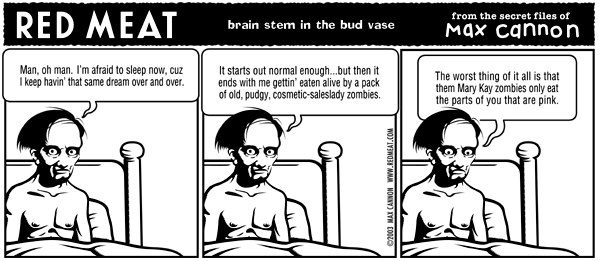 RED MEAT
brain stem in the bud vase
from the secret files of
Max cannon
Man, oh man. I'm afraid to sleep now, cuz
I keep havin' that same dream over and over.
It starts out normal enough...but then it
ends with me gettin' eaten alive by a pack
of old, pudgy, cosmetic-saleslady zombies.
©2003 MAX CANNON WWW.REDMEAT.COM
The worst thing of it all is that
them Mary Kay zombies only eat
the parts of you that are pink.